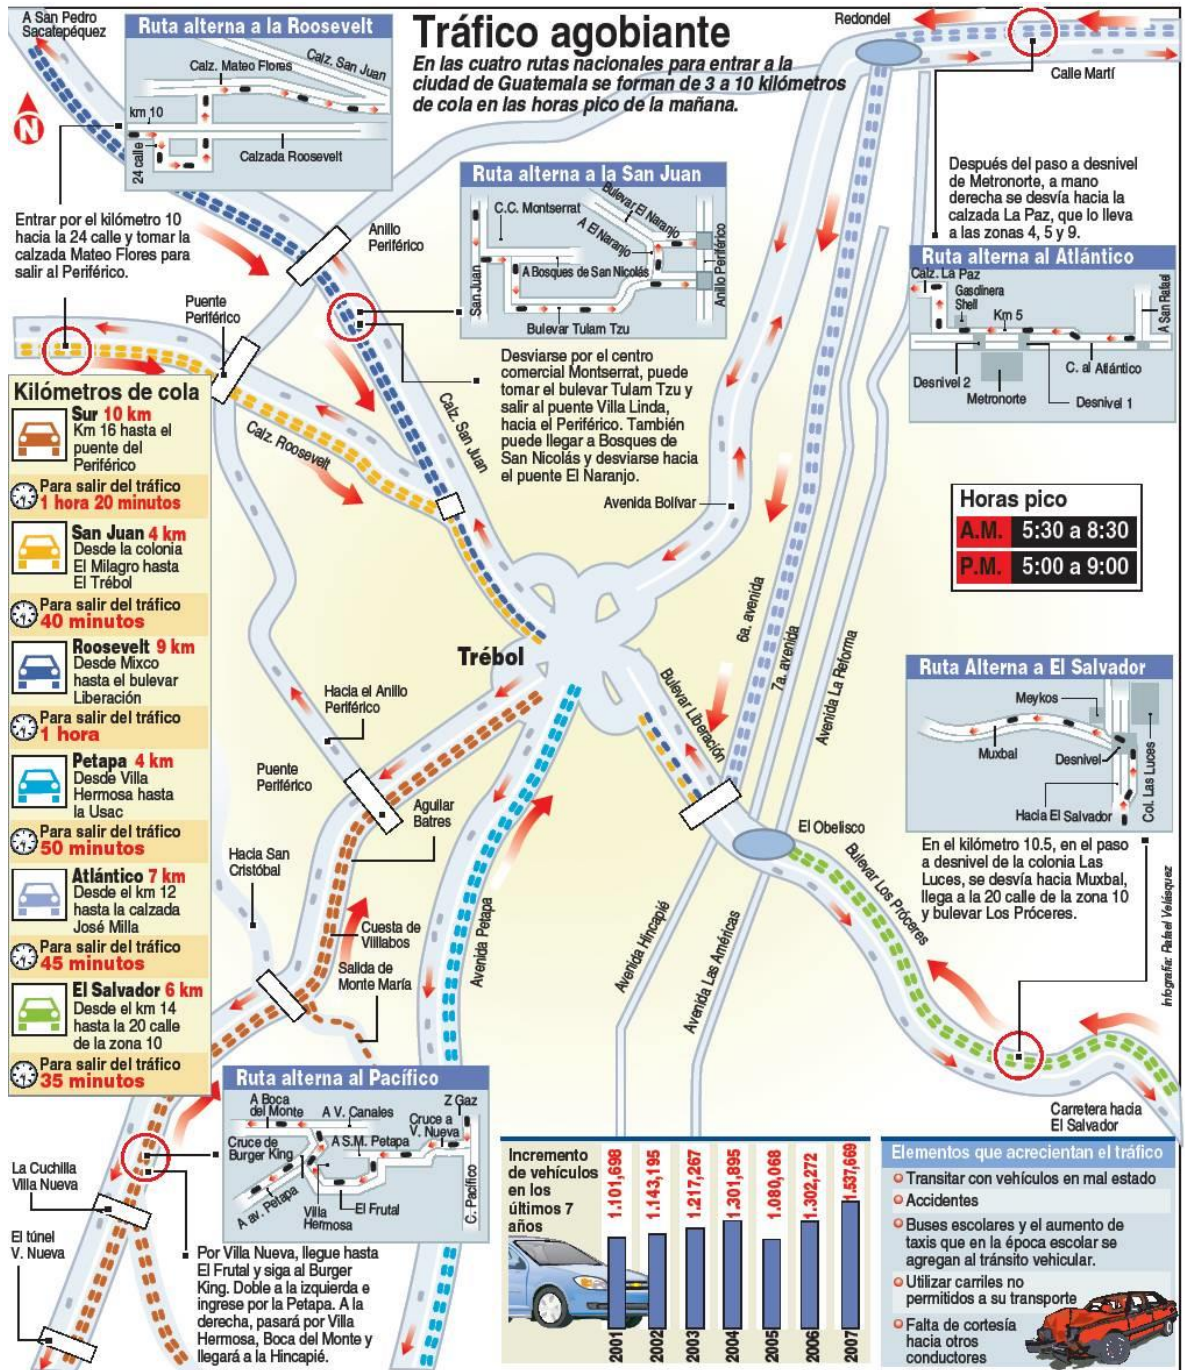 Tráfico agobiante
En las cuatro rutas nacionales para entrar a la
ciudad de Guatemala se forman de 3 a 10 kilómetros
de cola en las horas pico de la mañana.
A San Pedro
Sacatepéquez
N
Ruta alterna a la Roosevelt
Calz. Mateo Flores
Calz. San Juan
km 10
24 calle
Calzada Roosevelt
Entrar por el kilómetro 10
hacia la 24 calle y tomar la
calzada Mateo Flores para
salir al Periférico.
Anillo
Periférico
Puente
Periférico
Ruta alterna a la San Juan
Bulevar El Naranjo
C.C. Montserrat
A El Naranjo
A Bosques de San Nicolás
San Juan
Anillo Periférico
Bulevar Tulam Tzu
Desviarse por el centro
comercial Montserrat, puede
tomar el bulevar Tulam Tzu y
salir al puente Villa Linda,
hacia el Periférico. También
puede llegar a Bosques de
San Nicolás y desviarse hacia
el puente El Naranjo.
Redondel
Calle Martí
Después del paso a desnivel
de Metronorte, a mano
derecha se desvía hacia la
calzada La Paz, que lo lleva
a las zonas 4, 5 y 9.
Ruta alterna al Atlántico
Calz. La Paz
Gasolinera
Shell
Km 5
A San Rafael
Desnivel 2
C. al Atlántico
Metronorte
Desnivel 1
Kilómetros de cola
Sur 10 km
Km 16 hasta el
puente del
Periférico
Para salir del tráfico
1 hora 20 minutos
San Juan 4 km
Desde la colonia
El Milagro hasta
El Trébol
Para salir del tráfico
40 minutos
Roosevelt 9 km
Desde Mixco
hasta el bulevar
Liberación
Para salir del tráfico
1 hora
Petapa 4 km
Desde Villa
Hermosa hasta
la Usac
Para salir del tráfico
50 minutos
Atlántico 7 km
Desde el km 12
hasta la calzada
José Milla
Para salir del tráfico
45 minutos
El Salvador 6 km
Desde el km 14
hasta la 20 calle
de la zona 10
Para salir del tráfico
35 minutos
Calz. Roosevelt
Calz. San Juan
Avenida Bolívar
Horas pico
A.M. 5:30 a 8:30
P.M. 5:00 a 9:00
Trébol
6a. avenida
7a. avenida
Avenida La Reforma
Bulevar Liberación
Hacia el Anillo
Periférico
Puente
Periférico
Aguilar
Batres
Hacia San
Cristóbal
Cuesta de
Villlabos
Salida de
Monte María
Avenida Petapa
El Obelisco
Bulevar Los Próceres
Avenida Hincapié
Avenida Las Américas
Ruta Alterna a El Salvador
Meykos
Muxbal
Desnivel
Col. Las Luces
Hacia El Salvador
En el kilómetro 10.5, en el paso
a desnivel de la colonia Las
Luces, se desvía hacia Muxbal,
llega a la 20 calle de la zona 10
y bulevar Los Próceres.
Infografía: Rafael Velásquez
Carretera hacia
El Salvador
Ruta alterna al Pacífico
A Boca
del Monte
A V. Canales
Z Gaz
Cruce a
V. Nueva
Cruce de
Burger King
A S.M. Petapa
A av. Petapa
Villa
Hermosa
El Frutal
C. Pacífico
La Cuchilla
Villa Nueva
El túnel
V. Nueva
Por Villa Nueva, llegue hasta
El Frutal y siga al Burger
King. Doble a la izquierda e
ingrese por la Petapa. A la
derecha, pasará por Villa
Hermosa, Boca del Monte y
llegará a la Hincapié.
Incremento
de vehículos
en los
últimos 7
años
1.101,698
1.143,195
1.217,267
1.301,895
1.080,068
1.302,272
1.537,669
2001
2002
2003
2004
2005
2006
2007
Elementos que acrecientan el tráfico
Transitar con vehículos en mal estado
Accidentes
Buses escolares y el aumento de
taxis que en la época escolar se
agregan al tránsito vehicular.
Utilizar carriles no
permitidos a su transporte
Falta de cortesía
hacia otros
conductores